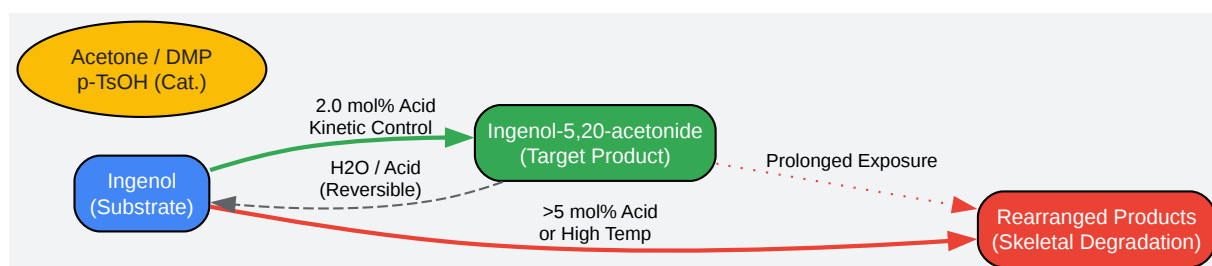 Acetone / DMP
p-TsOH (Cat.)
2.0 mol% Acid
Kinetic Control
Ingenol-5,20-acetonide
(Target Product)
H2O / Acid
(Reversible)
Prolonged Exposure
Ingenol
(Substrate)
>5 mol% Acid
or High Temp
Rearranged Products
(Skeletal Degradation)